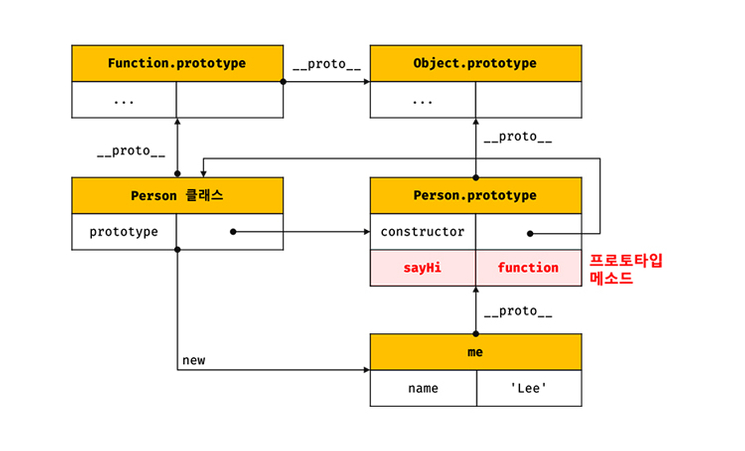 Function.prototype
...
__proto__
Object.prototype
...
__proto__
__proto__
Person 클래스
prototype
Person.prototype
constructor
sayHi function
프로토타입
메소드
__proto__
new
me
name 'Lee'